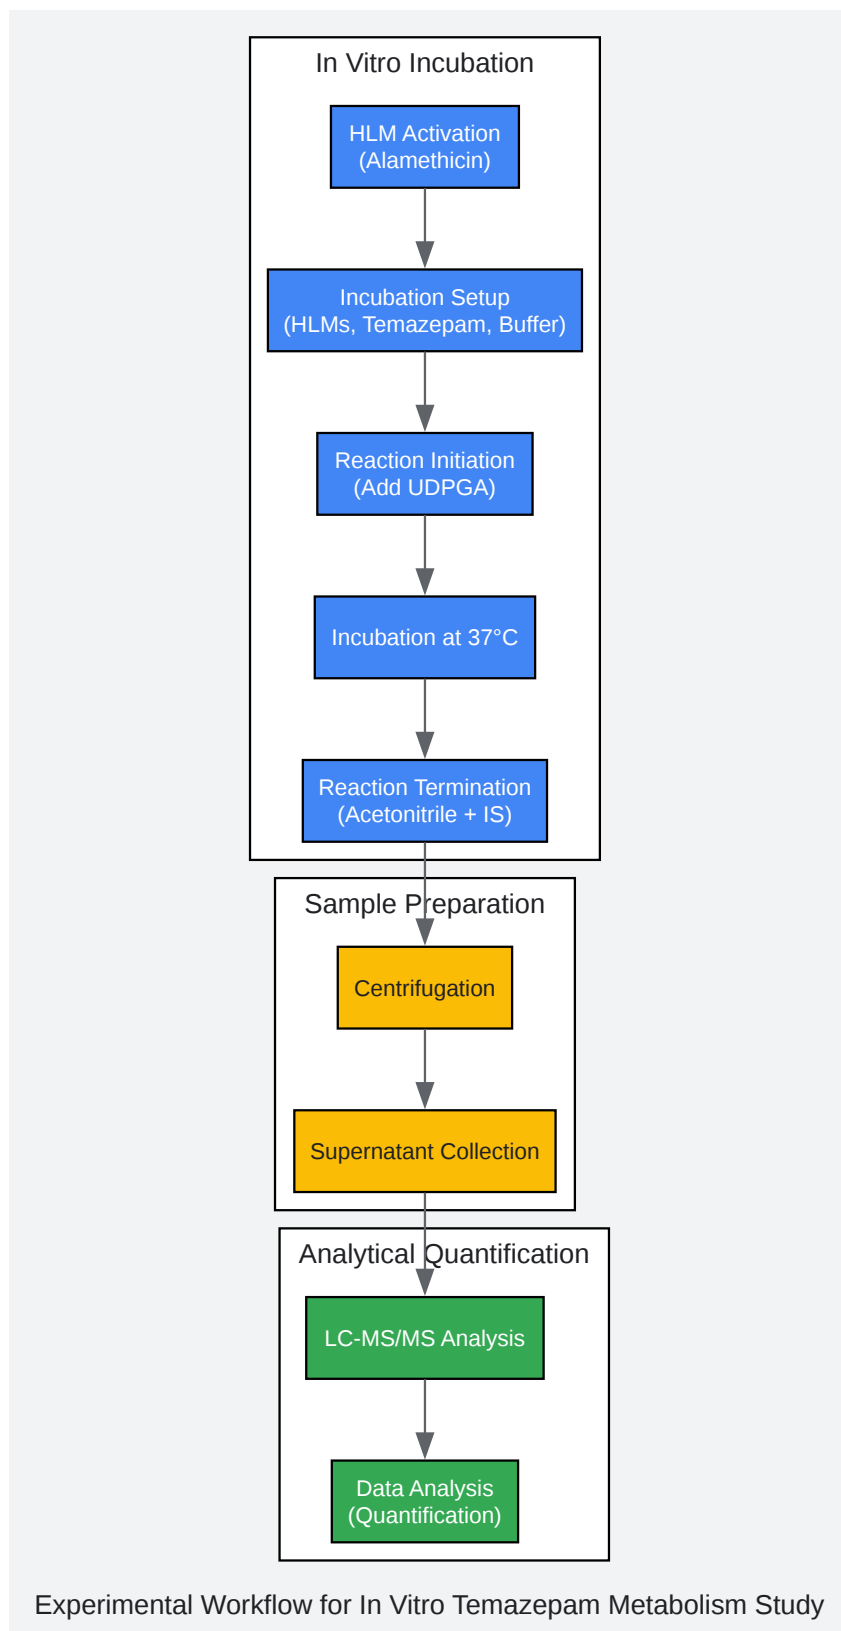 In Vitro Incubation
HLM Activation
(Alamethicin)
Incubation Setup
(HLMs, Temazepam, Buffer)
Reaction Initiation
(Add UDPGA)
Incubation at 37°C
Reaction Termination
(Acetonitrile + IS)
Sample Preparation
Centrifugation
Supernatant Collection
Analytical Quantification
LC-MS/MS Analysis
Data Analysis
(Quantification)
Experimental Workflow for In Vitro Temazepam Metabolism Study